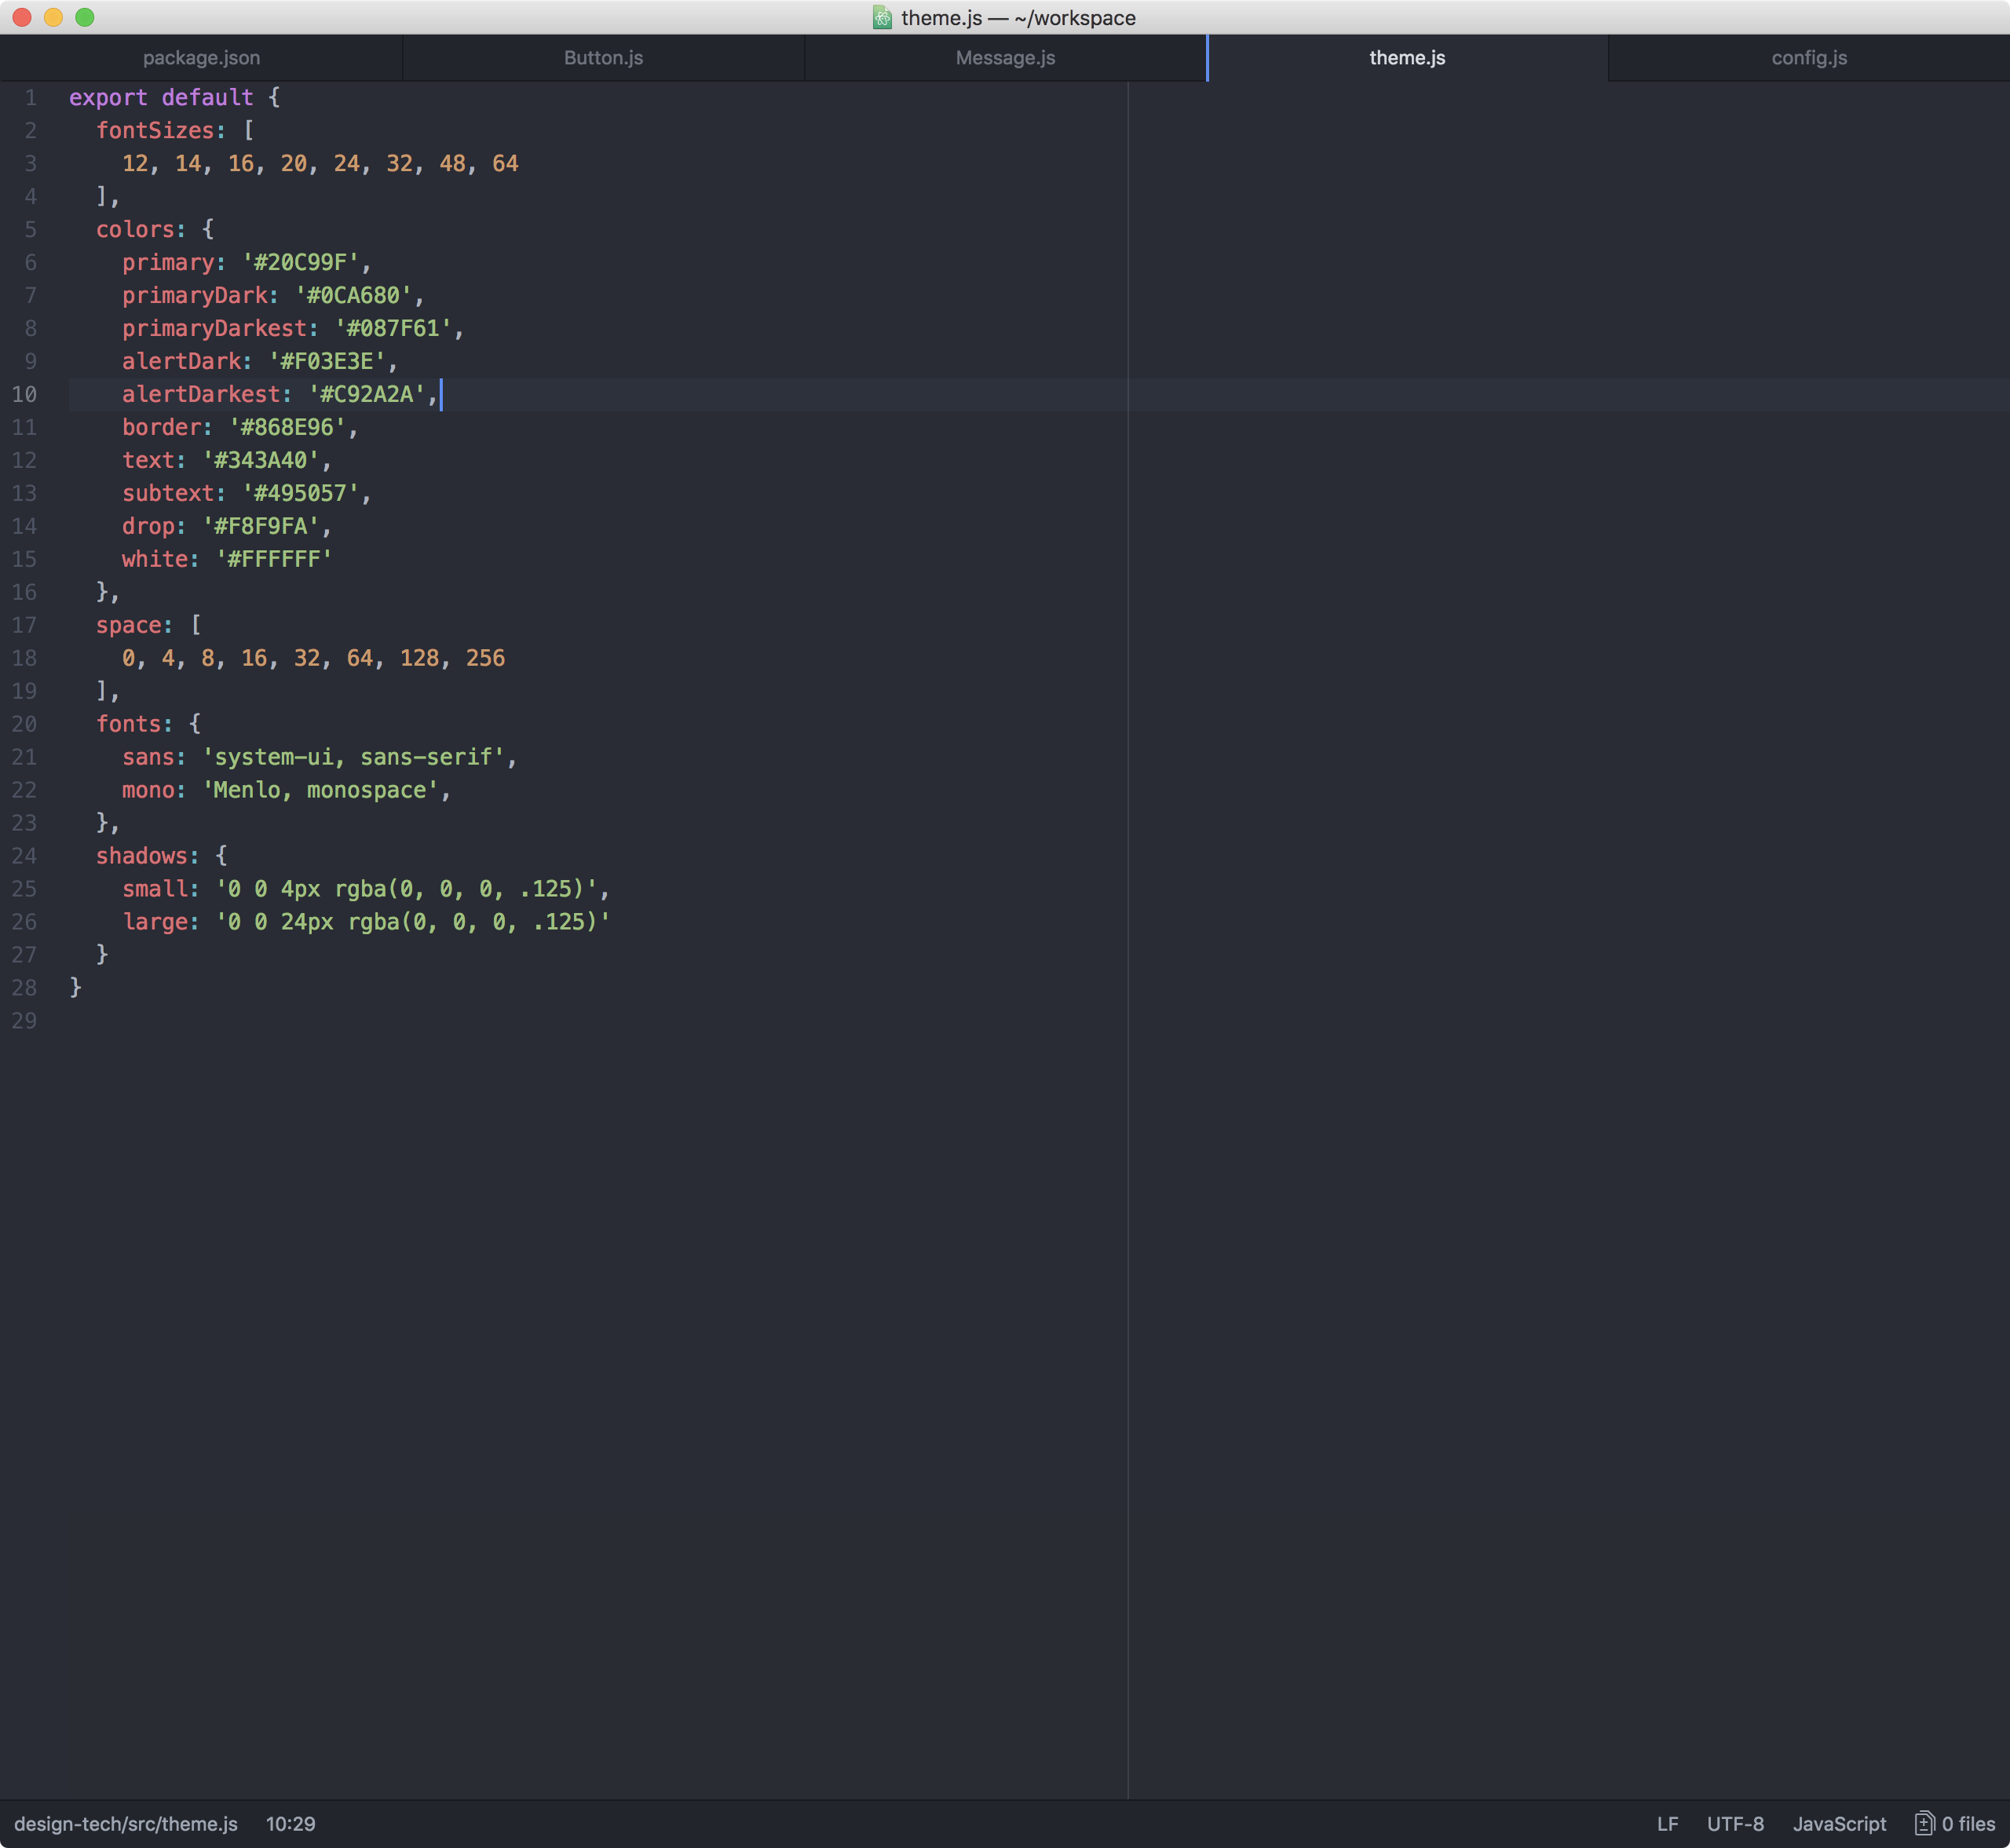 theme.js — ~/workspace
package.json Button.js Message.js theme.js config.js
1 export default {
2   fontSizes: [
3     12, 14, 16, 20, 24, 32, 48, 64
4   ],
5   colors: {
6     primary: '#20C99F',
7     primaryDark: '#0CA680',
8     primaryDarkest: '#087F61',
9     alertDark: '#F03E3E',
10     alertDarkest: '#C92A2A',
11     border: '#868E96',
12     text: '#343A40',
13     subtext: '#495057',
14     drop: '#F8F9FA',
15     white: '#FFFFFF'
16   },
17   space: [
18     0, 4, 8, 16, 32, 64, 128, 256
19   ],
20   fonts: {
21     sans: 'system-ui, sans-serif',
22     mono: 'Menlo, monospace',
23   },
24   shadows: {
25     small: '0 0 4px rgba(0, 0, 0, .125)',
26     large: '0 0 24px rgba(0, 0, 0, .125)'
27   }
28 }
29
design-tech/src/theme.js 10:29 LF UTF-8 JavaScript 0 files